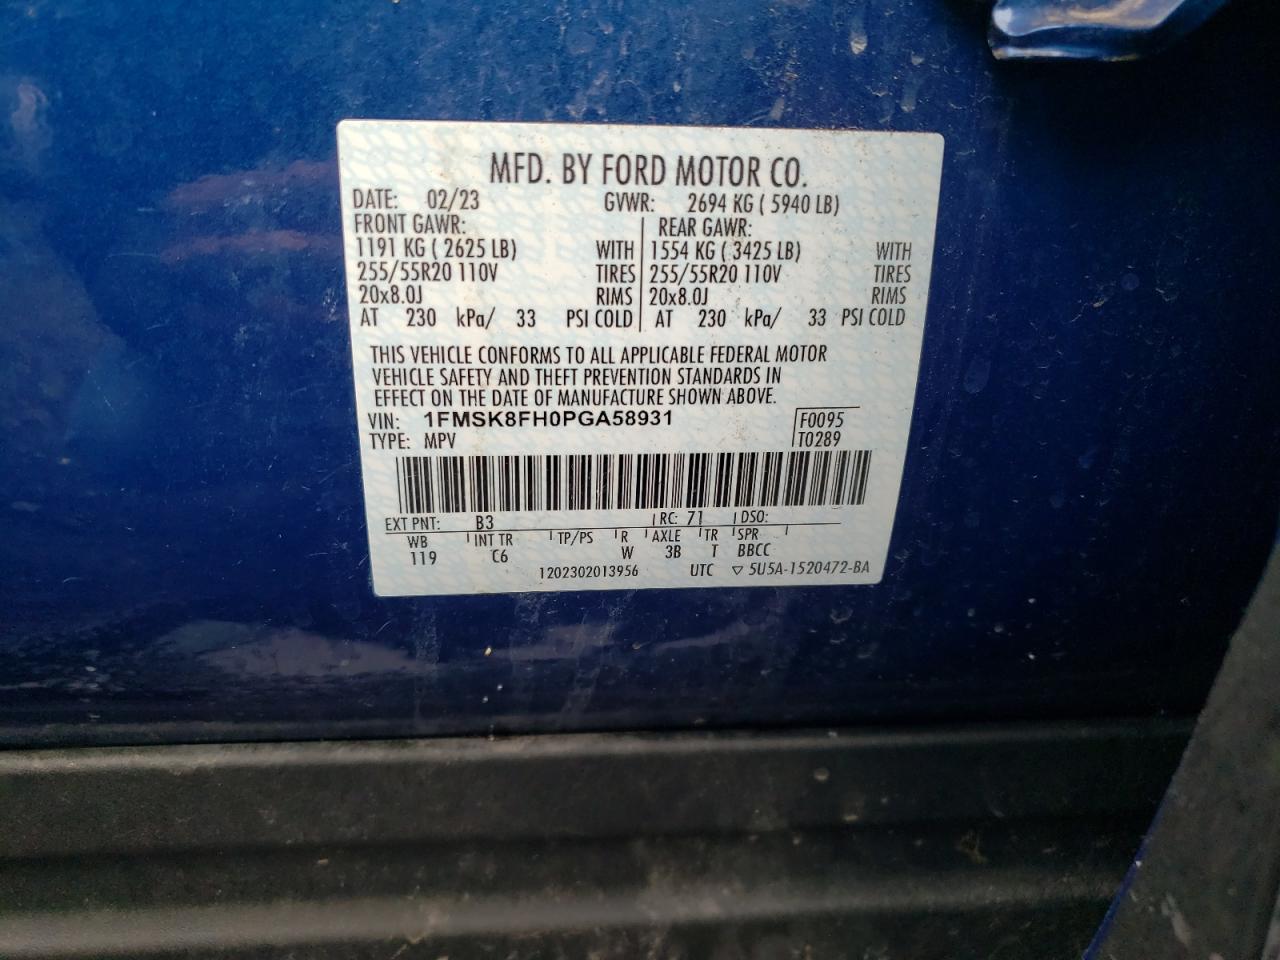 MFD. BY FORD MOTOR CO.
DATE: 02/23 GVWR: 2694 KG ( 5940 LB)
FRONT GAWR: REAR GAWR:
1191 KG ( 2625 LB) WITH 1554 KG ( 3425 LB) WITH
255/55R20 110V TIRES 255/55R20 110V TIRES
20x8.0J RIMS 20x8.0J RIMS
AT 230 kPa/ 33 PSI COLD AT 230 kPa/ 33 PSI COLD
THIS VEHICLE CONFORMS TO ALL APPLICABLE FEDERAL MOTOR
VEHICLE SAFETY AND THEFT PREVENTION STANDARDS IN
EFFECT ON THE DATE OF MANUFACTURE SHOWN ABOVE.
VIN: 1FMSK8FH0PGA58931 F0095
TYPE: MPV T0289
EXT PNT: B3 RC: 71 DSO:
WB INT TR TP/PS R AXLE TR SPR
119 C6 W 3B T BBCC
1202302013956 UTC ▽ 5U5A-1520472-BA